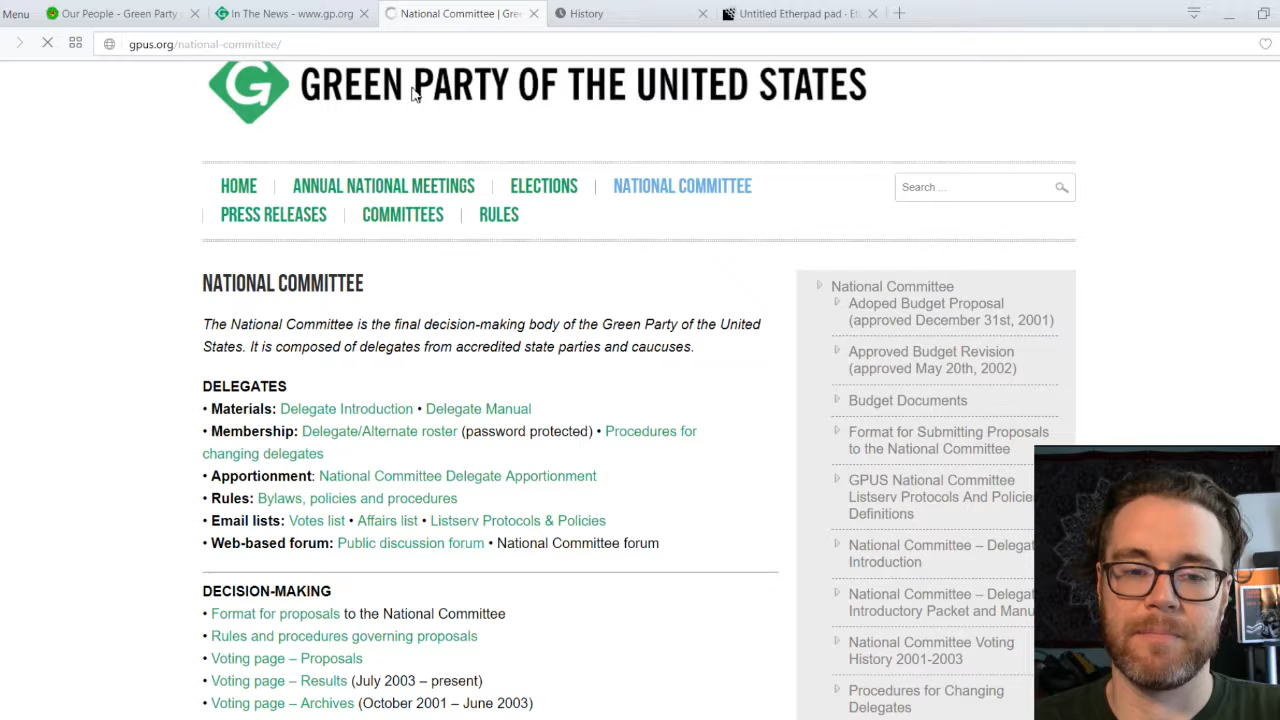 Menu
Our People - Green Party
In The News - www.gp.org
National Committee | Gre
History
Untitled Etherpad pad - Et
gpus.org/national-committee/
GREEN PARTY OF THE UNITED STATES
HOME
ANNUAL NATIONAL MEETINGS
ELECTIONS
NATIONAL COMMITTEE
Search ...
PRESS RELEASES
COMMITTEES
RULES
NATIONAL COMMITTEE
The National Committee is the final decision-making body of the Green Party of the United
States. It is composed of delegates from accredited state parties and caucuses.
DELEGATES
• Materials: Delegate Introduction • Delegate Manual
• Membership: Delegate/Alternate roster (password protected) • Procedures for
changing delegates
• Apportionment: National Committee Delegate Apportionment
• Rules: Bylaws, policies and procedures
• Email lists: Votes list • Affairs list • Listserv Protocols & Policies
• Web-based forum: Public discussion forum • National Committee forum
DECISION-MAKING
• Format for proposals to the National Committee
• Rules and procedures governing proposals
• Voting page – Proposals
• Voting page – Results (July 2003 – present)
• Voting page – Archives (October 2001 – June 2003)
National Committee
Adoped Budget Proposal
(approved December 31st, 2001)
Approved Budget Revision
(approved May 20th, 2002)
Budget Documents
Format for Submitting Proposals
to the National Committee
GPUS National Committee
Listserv Protocols And Policie
Definitions
National Committee – Delegat
Introduction
National Committee – Delegat
Introductory Packet and Manu
National Committee Voting
History 2001-2003
Procedures for Changing
Delegates